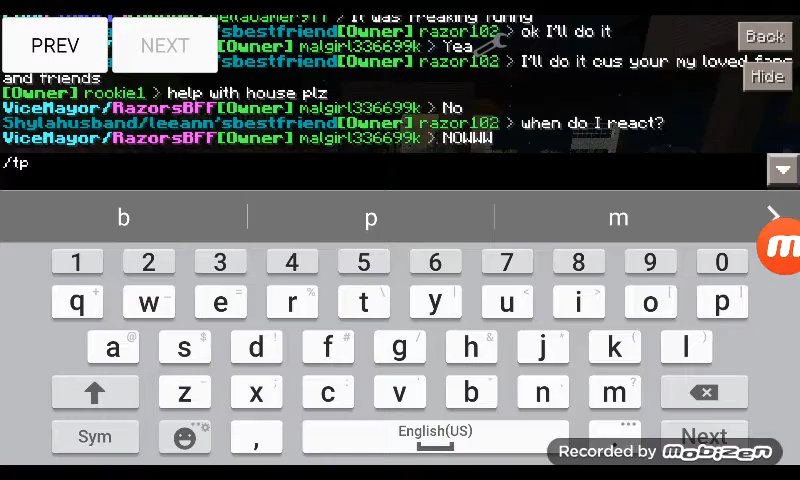 > It was freaking funny
PREV
NEXT
sbestfriend[Owner] razor102 > ok I'll do it
[Owner] malgirl336699k > Yea
Back
sbestfriend[Owner] razor102 > I'll do it cus your my loved fans
and friends
Hide
[Owner] rookie1 > help with house plz
ViceMayor/RazorsBFF[Owner] malgirl336699k > No
Shylahusband/leeann'sbestfriend[Owner] razor102 > when do I react?
ViceMayor/RazorsBFF[Owner] malgirl336699k > NOWWW
/tp
b p m
1 2 3 4 5 6 7 8 9 0
q w e r t y u i o p
a s d f g h j k l
z x c v b n m
Sym , English(US) . Next
Recorded by mobizen